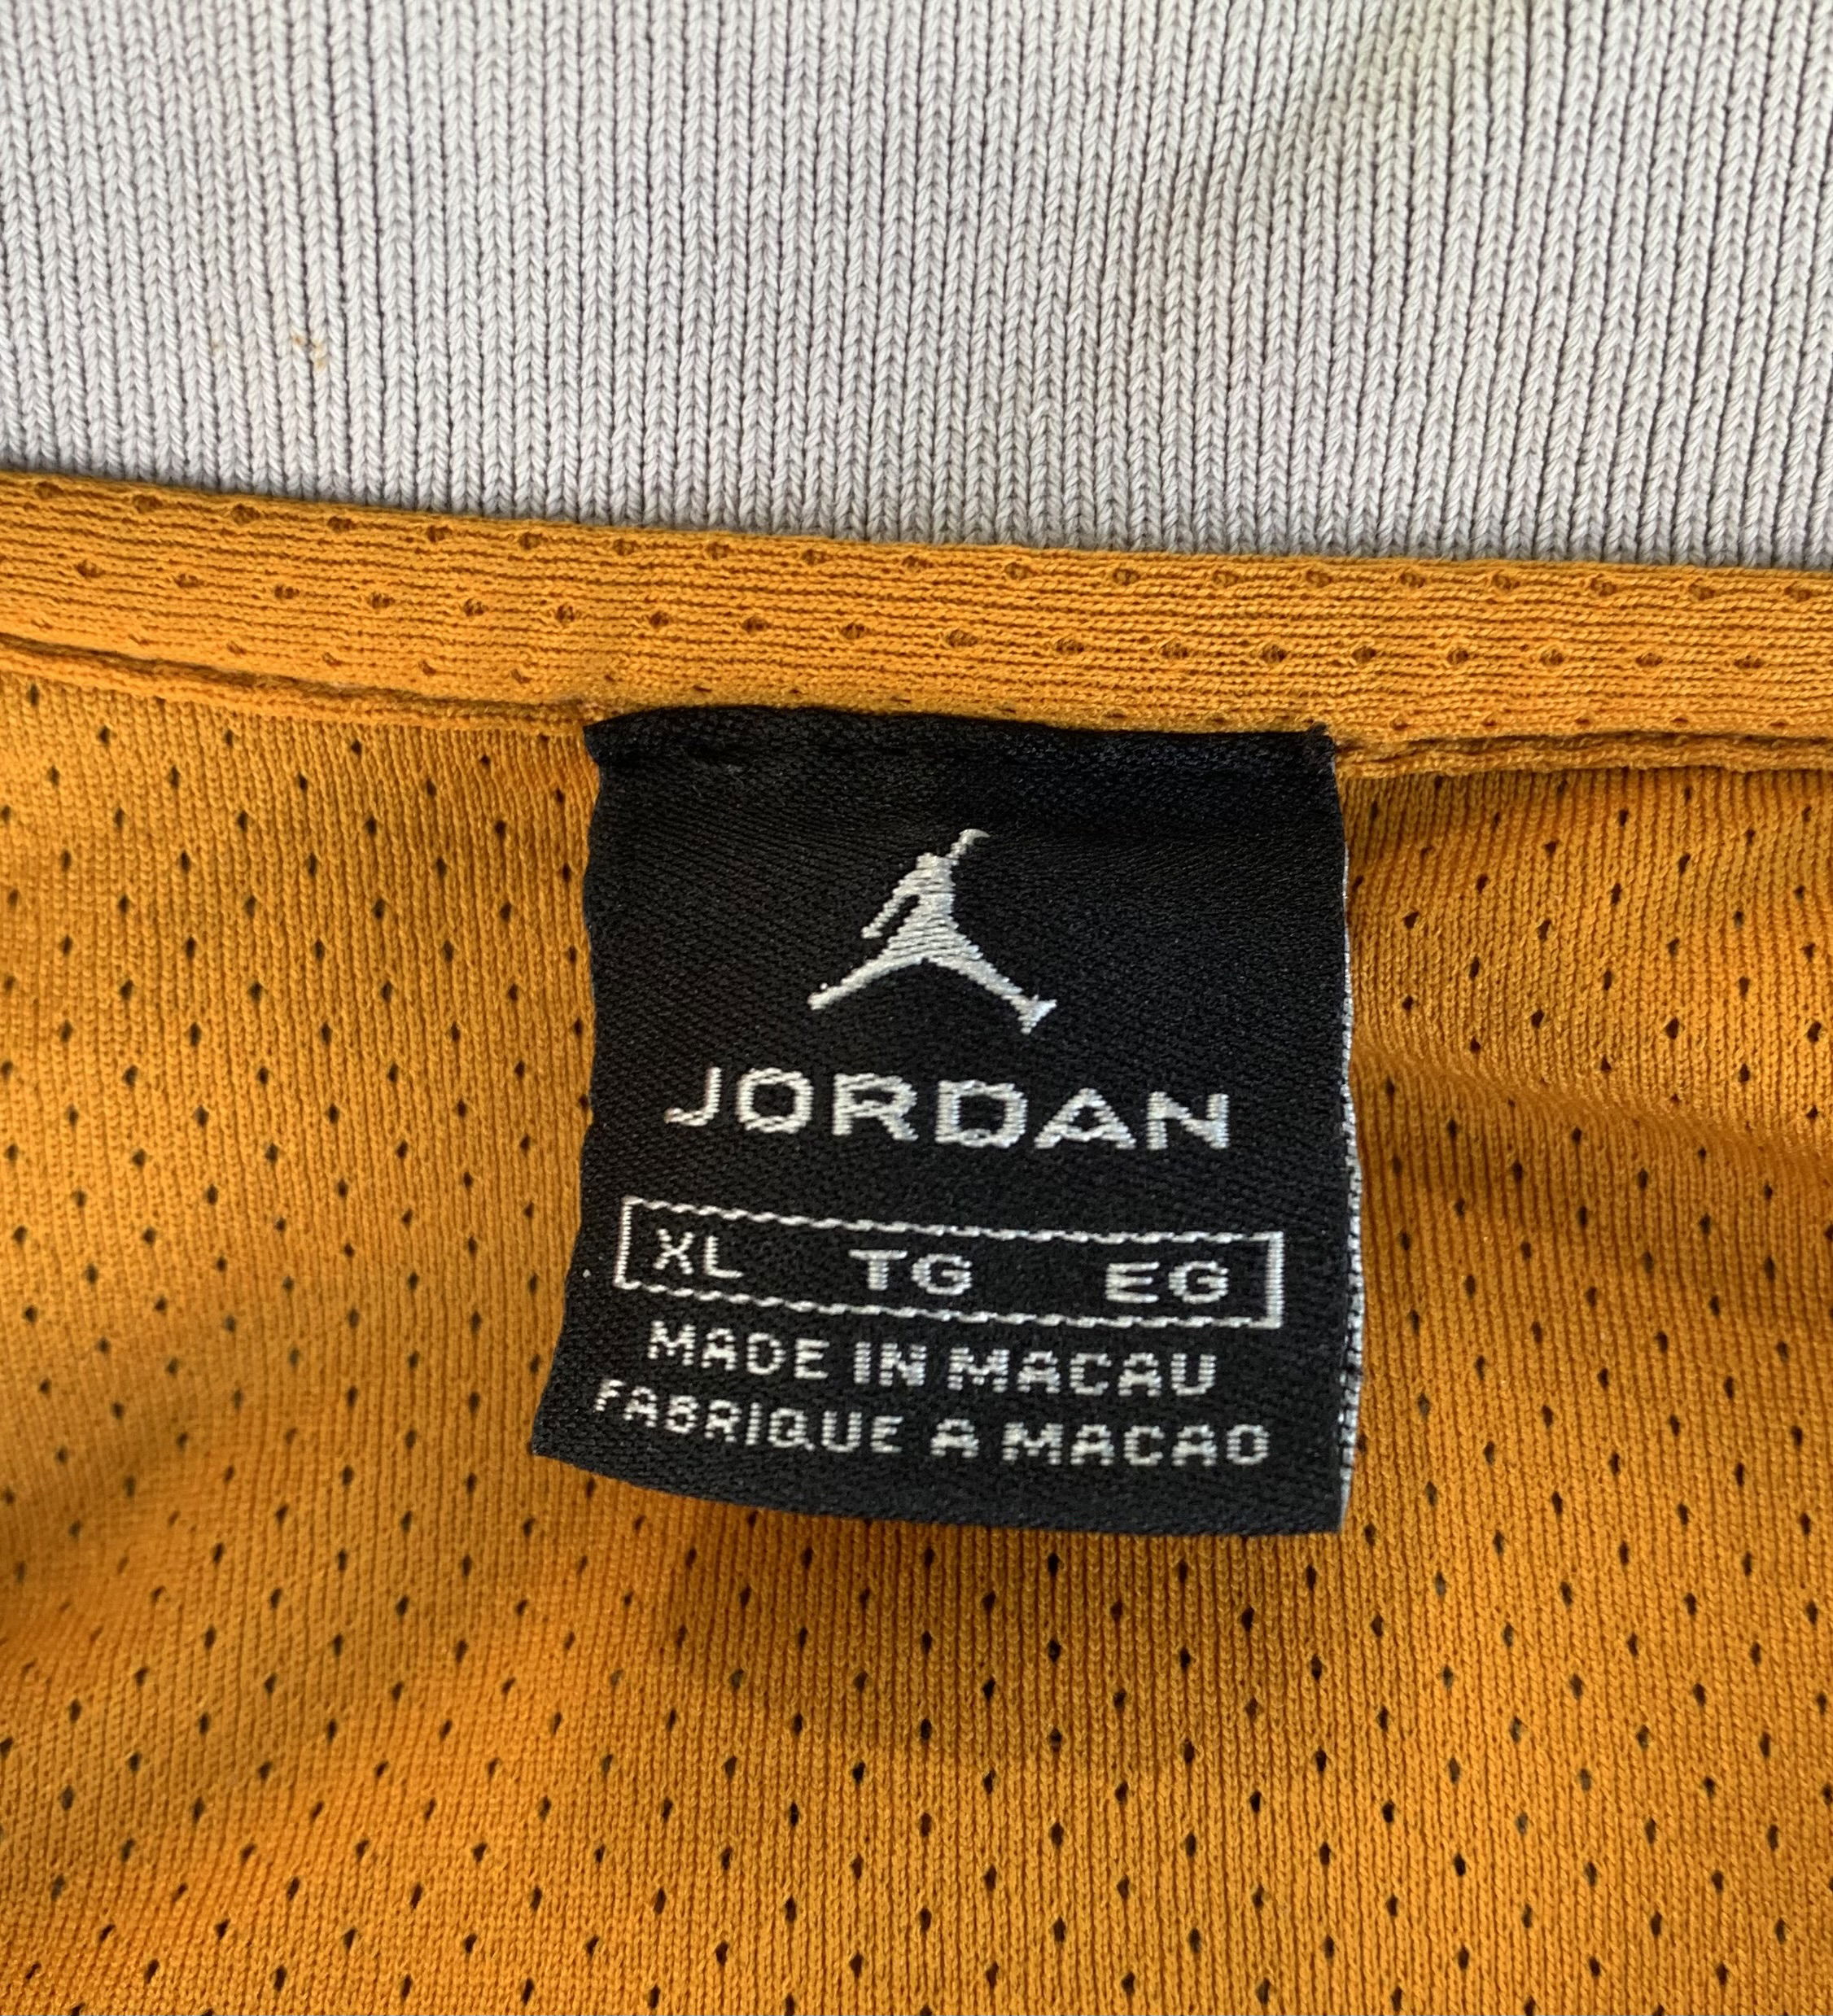 JORDAN
XL TG EG
MADE IN MACAU
FABRIQUE A MACAO